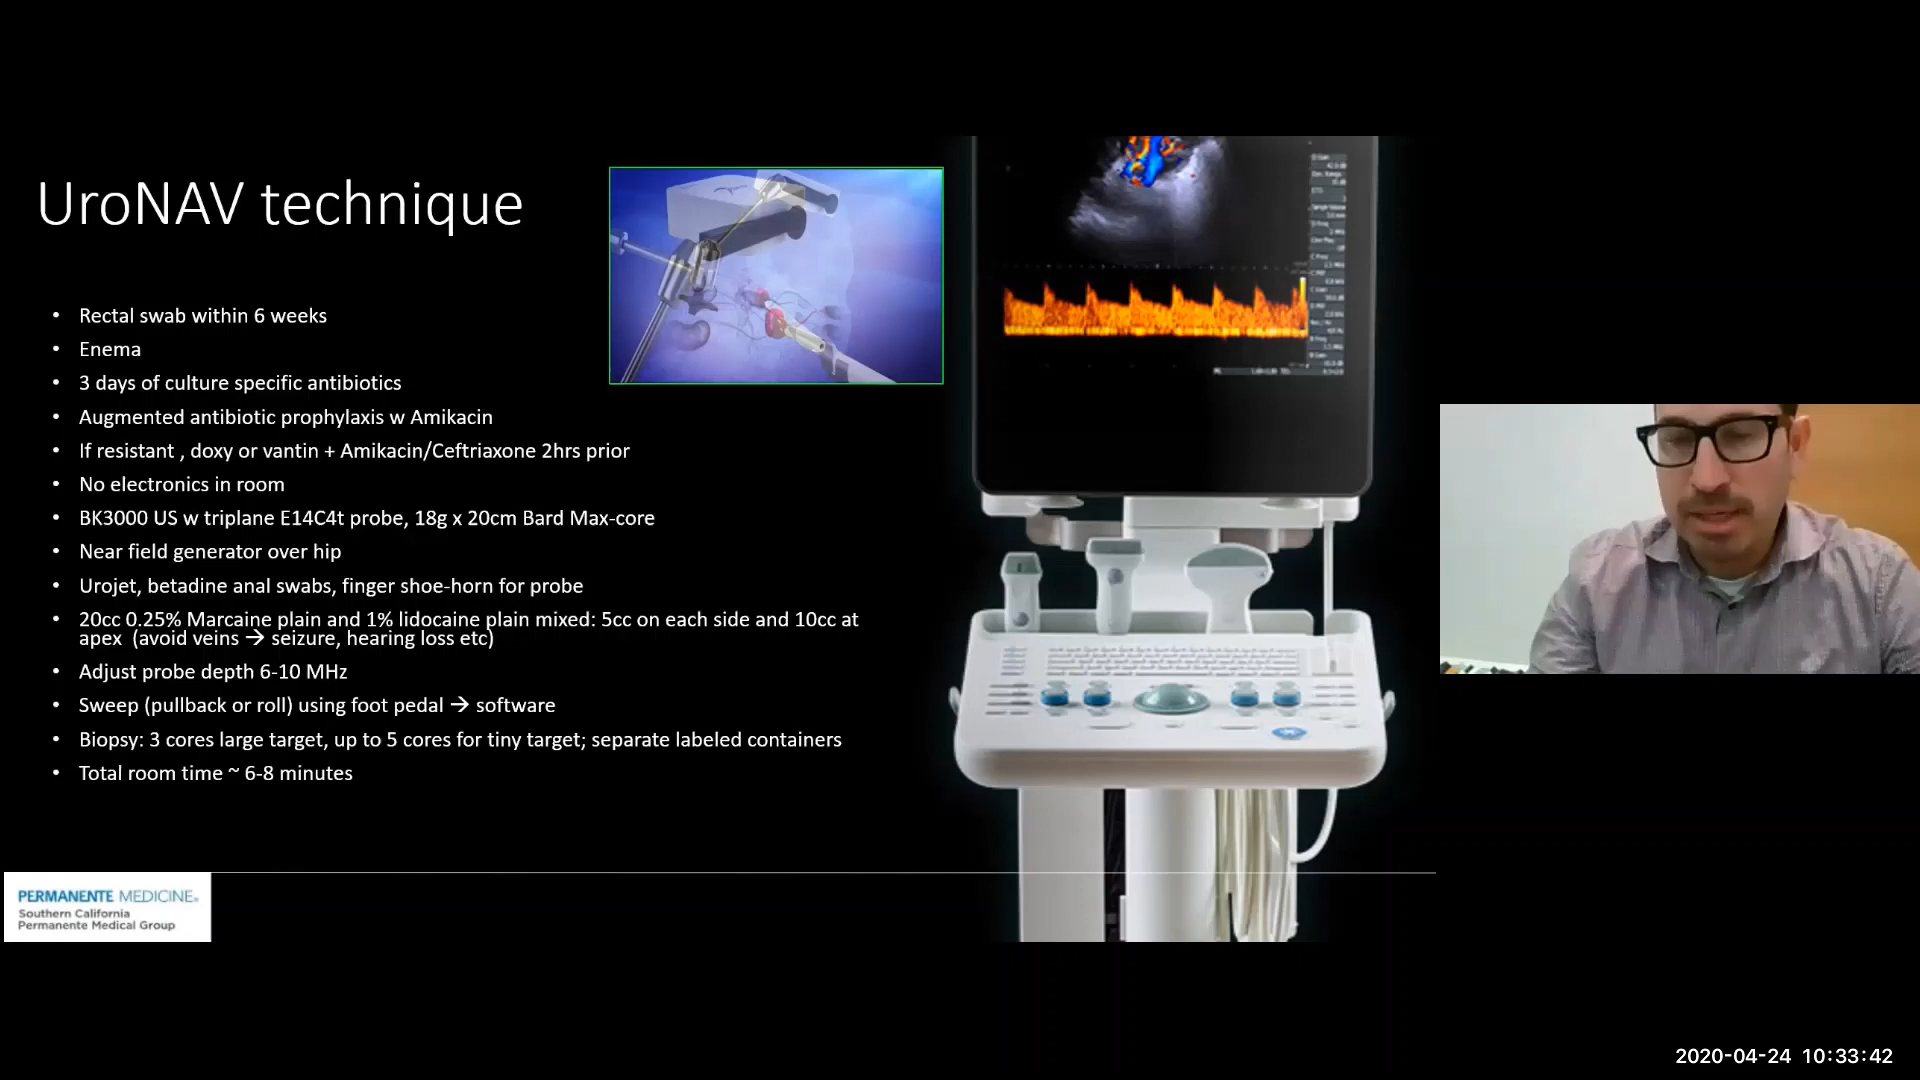 UroNAV technique
• Rectal swab within 6 weeks
• Enema
• 3 days of culture specific antibiotics
• Augmented antibiotic prophylaxis w Amikacin
• If resistant , doxy or vantin + Amikacin/Ceftriaxone 2hrs prior
• No electronics in room
• BK3000 US w triplane E14C4t probe, 18g x 20cm Bard Max-core
• Near field generator over hip
• Urojet, betadine anal swabs, finger shoe-horn for probe
• 20cc 0.25% Marcaine plain and 1% lidocaine plain mixed: 5cc on each side and 10cc at
apex (avoid veins → seizure, hearing loss etc)
• Adjust probe depth 6-10 MHz
• Sweep (pullback or roll) using foot pedal → software
• Biopsy: 3 cores large target, up to 5 cores for tiny target; separate labeled containers
• Total room time ~ 6-8 minutes
PERMANENTE MEDICINE®
Southern California
Permanente Medical Group
2020-04-24 10:33:42